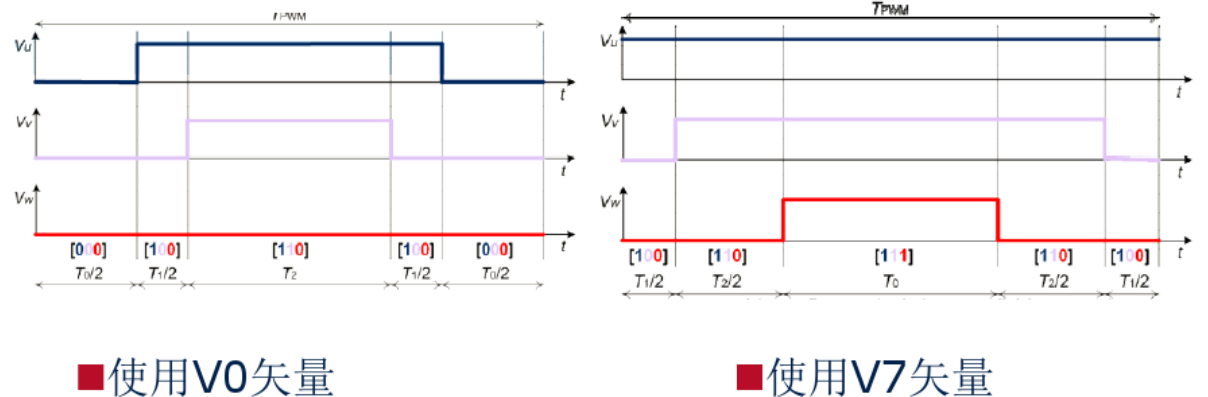 TPWM
Vu
t
Vv
t
Vw
t
[000] [100] [110] [100] [000]
T0/2 T1/2 T2 T1/2 T0/2
■使用V0矢量
TPWM
Vu
t
Vv
t
Vw
t
[100] [110] [111] [110] [100]
T1/2 T2/2 T0 T2/2 T1/2
■使用V7矢量